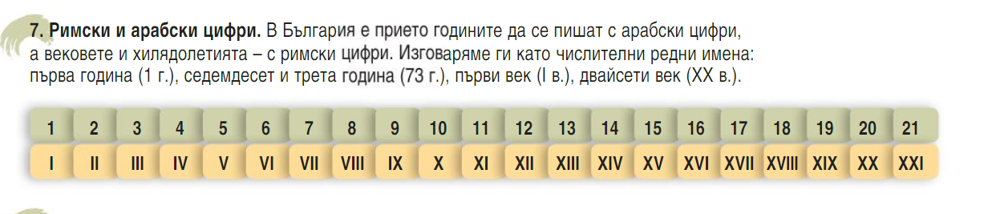 7. Римски и арабски цифри. В България е прието годините да се пишат с арабски цифри,
а вековете и хилядолетията – с римски цифри. Изговаряме ги като числителни редни имена:
първа година (1 г.), седемдесет и трета година (73 г.), първи век (I в.), двайсети век (XX в.).
1 2 3 4 5 6 7 8 9 10 11 12 13 14 15 16 17 18 19 20 21
I II III IV V VI VII VIII IX X XI XII XIII XIV XV XVI XVII XVIII XIX XX XXI